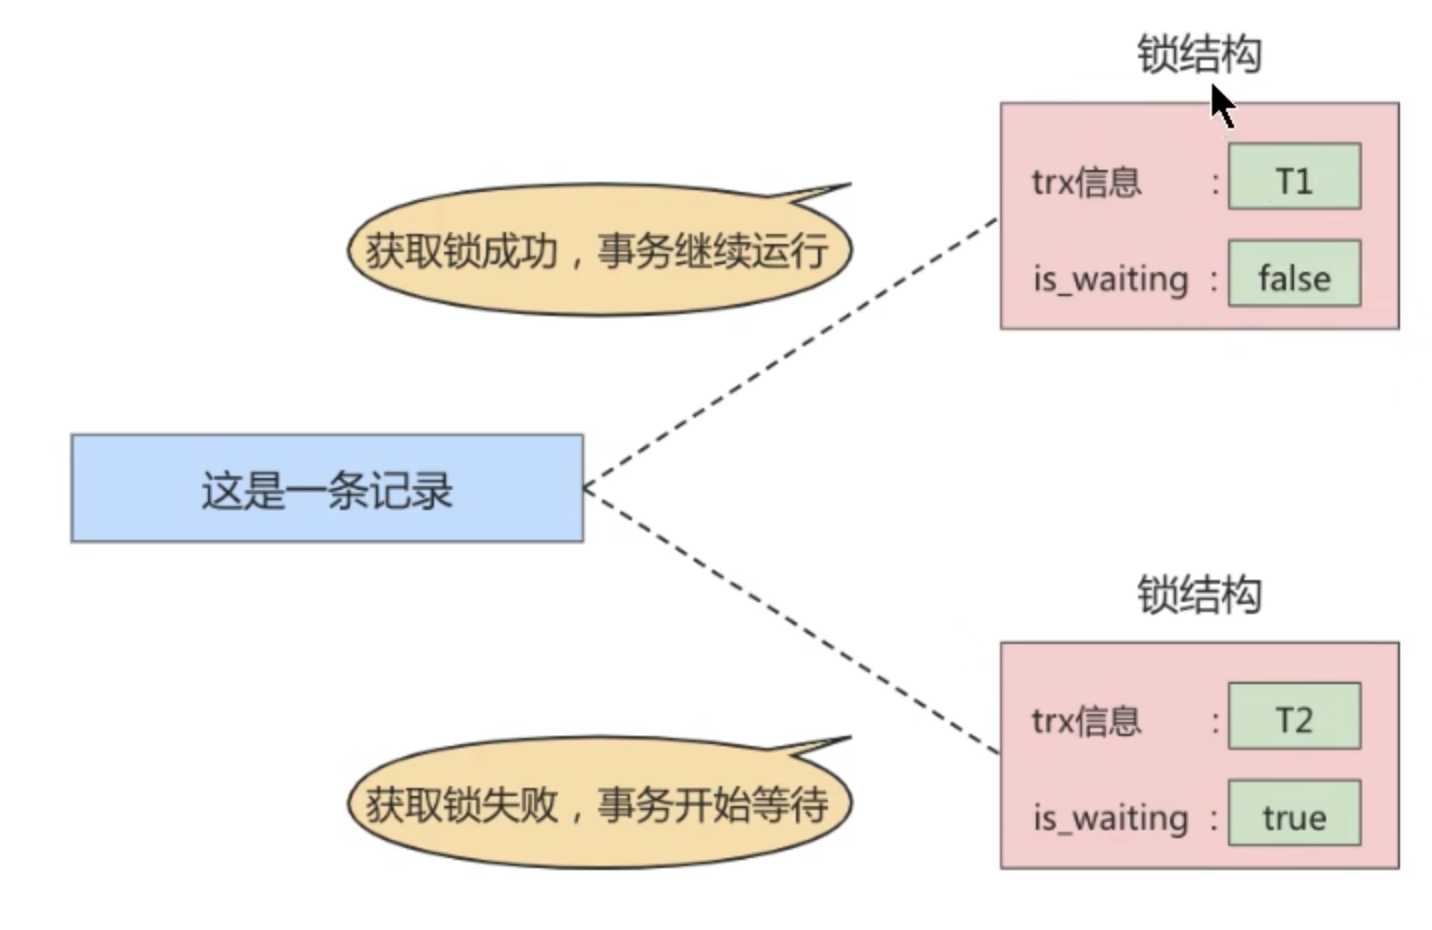 锁结构
trx信息 : T1
获取锁成功，事务继续运行
is_waiting : false
这是一条记录
锁结构
trx信息 : T2
获取锁失败，事务开始等待
is_waiting : true